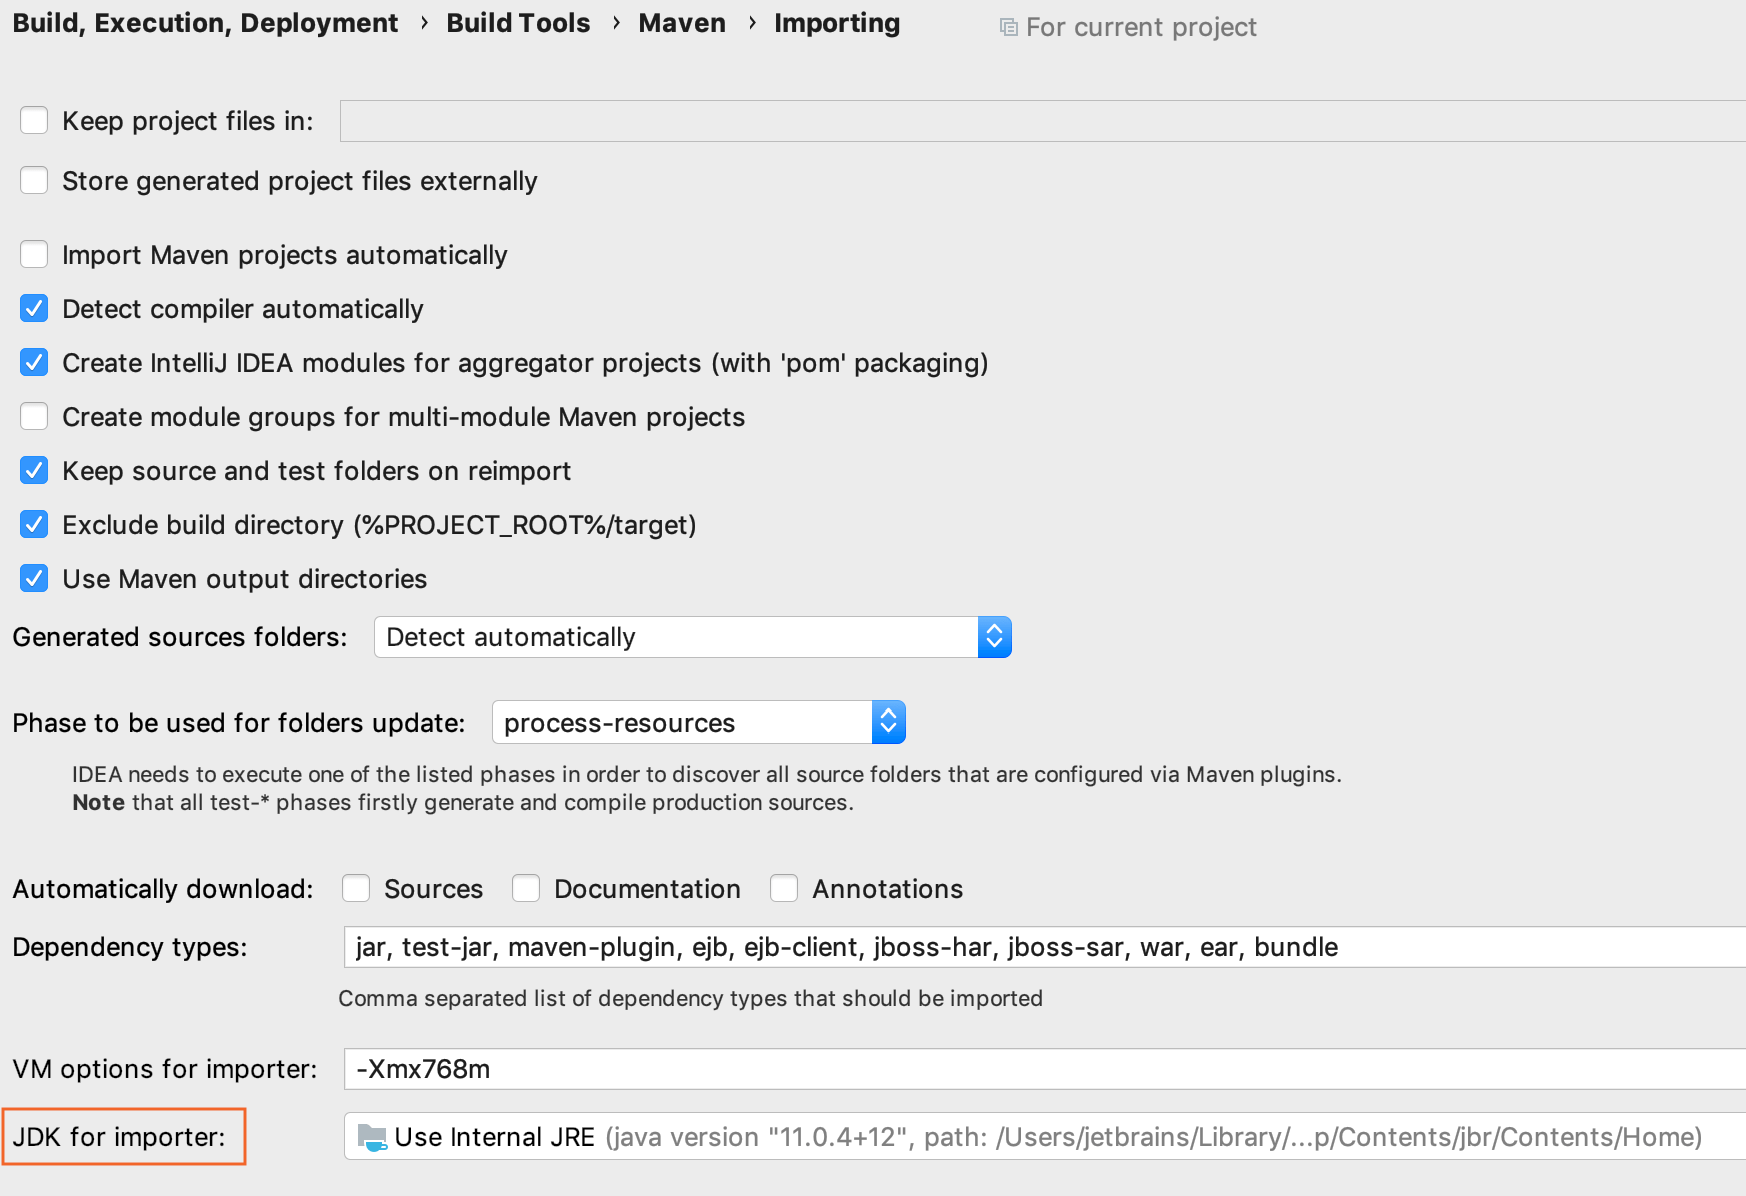 Build, Execution, Deployment › Build Tools › Maven › Importing For current project
Keep project files in:
Store generated project files externally
Import Maven projects automatically
Detect compiler automatically
Create IntelliJ IDEA modules for aggregator projects (with 'pom' packaging)
Create module groups for multi-module Maven projects
Keep source and test folders on reimport
Exclude build directory (%PROJECT_ROOT%/target)
Use Maven output directories
Generated sources folders: Detect automatically
Phase to be used for folders update: process-resources
IDEA needs to execute one of the listed phases in order to discover all source folders that are configured via Maven plugins.
Note that all test-* phases firstly generate and compile production sources.
Automatically download: Sources Documentation Annotations
Dependency types: jar, test-jar, maven-plugin, ejb, ejb-client, jboss-har, jboss-sar, war, ear, bundle
Comma separated list of dependency types that should be imported
VM options for importer: -Xmx768m
JDK for importer: Use Internal JRE (java version "11.0.4+12", path: /Users/jetbrains/Library/...p/Contents/jbr/Contents/Home)